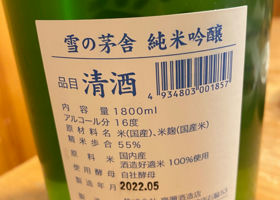 雪の茅舎 純米吟醸
品目 清酒
4 934803 001857
内容量 1800ml
アルコール分 16度
原材料名 米(国産)、米麹(国産米)
精米歩合 55%
原料米 国内産
酒造好適米 100%使用
使用酵母 自社酵母
製造年月 2022.05